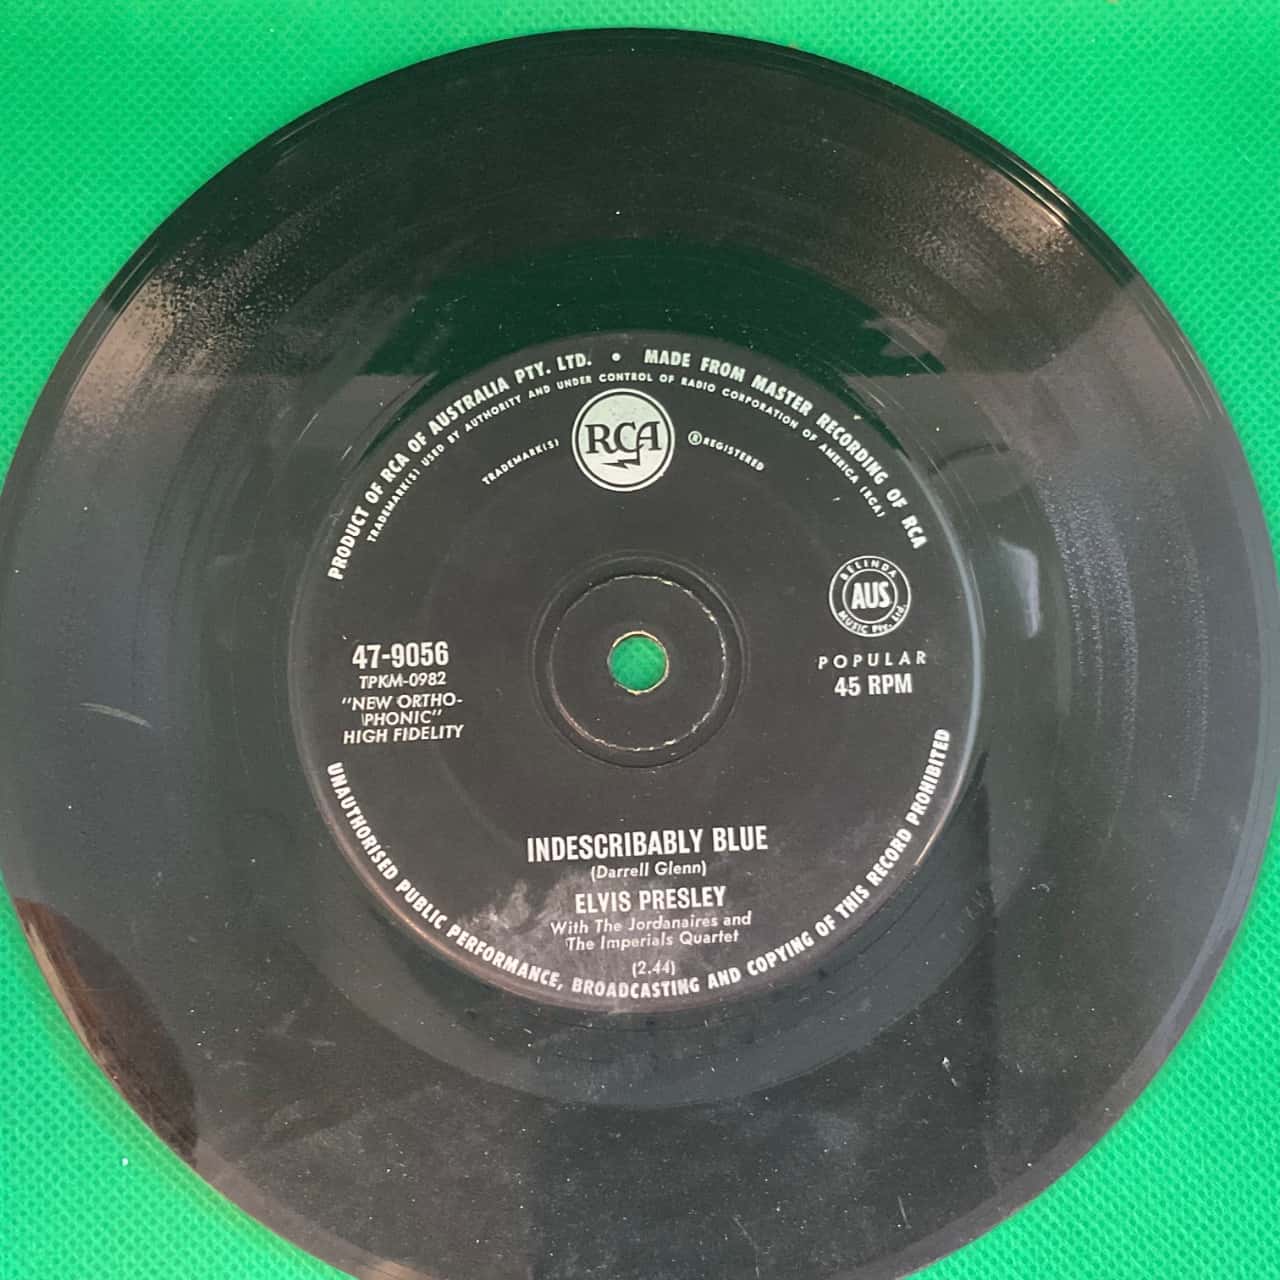 PRODUCT OF RCA OF AUSTRALIA PTY. LTD. • MADE FROM MASTER RECORDING OF RCA
TRADEMARK(S) USED BY AUTHORITY AND UNDER CONTROL OF RADIO CORPORATION OF AMERICA (RCA)
TRADEMARK(S)
RCA
® REGISTERED
BELINDA
AUS
MUSIC Pty. Ltd.
47-9056
TPKM-0982
"NEW ORTHO-
PHONIC"
HIGH FIDELITY
POPULAR
45 RPM
INDESCRIBABLY BLUE
(Darrell Glenn)
ELVIS PRESLEY
With The Jordanaires and
The Imperials Quartet
(2.44)
UNAUTHORISED PUBLIC PERFORMANCE, BROADCASTING AND COPYING OF THIS RECORD PROHIBITED